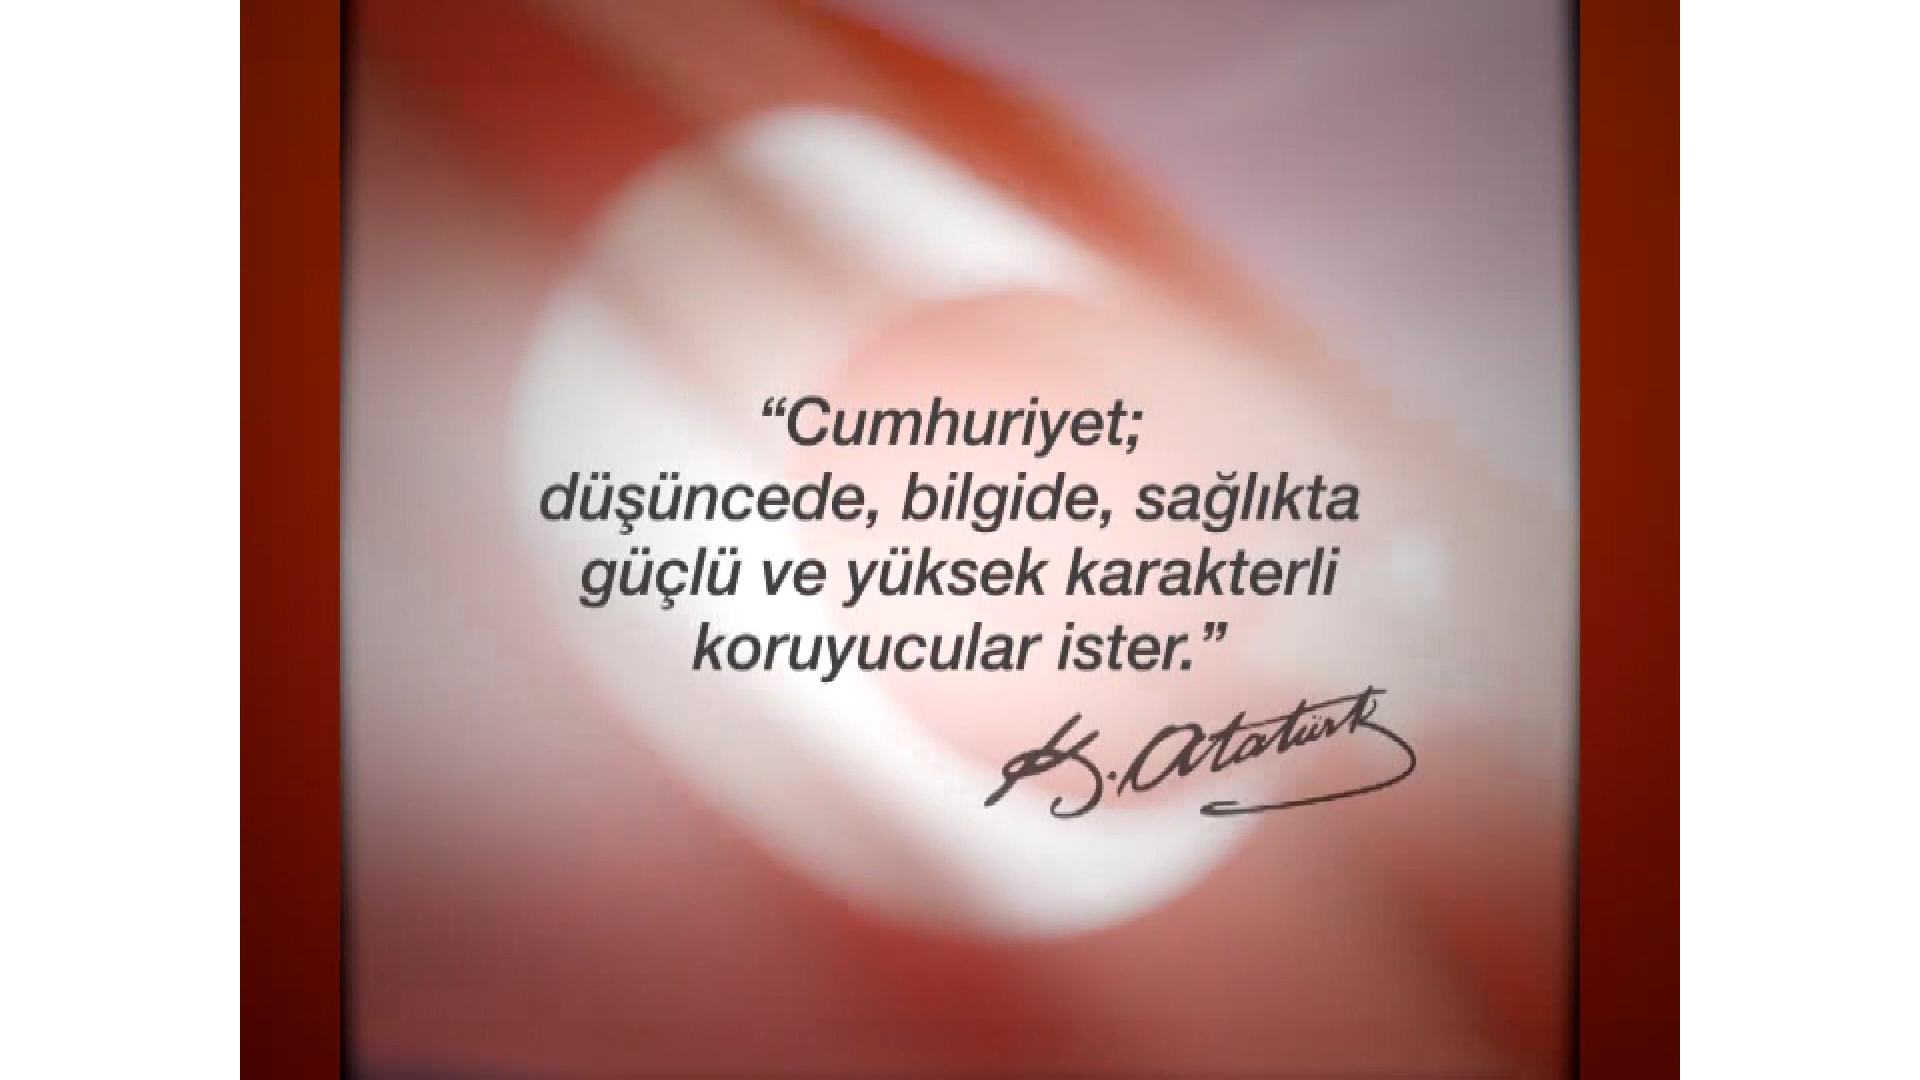 “Cumhuriyet;
düşüncede, bilgide, sağlıkta
güçlü ve yüksek karakterli
koruyucular ister.”
K. Atatürk